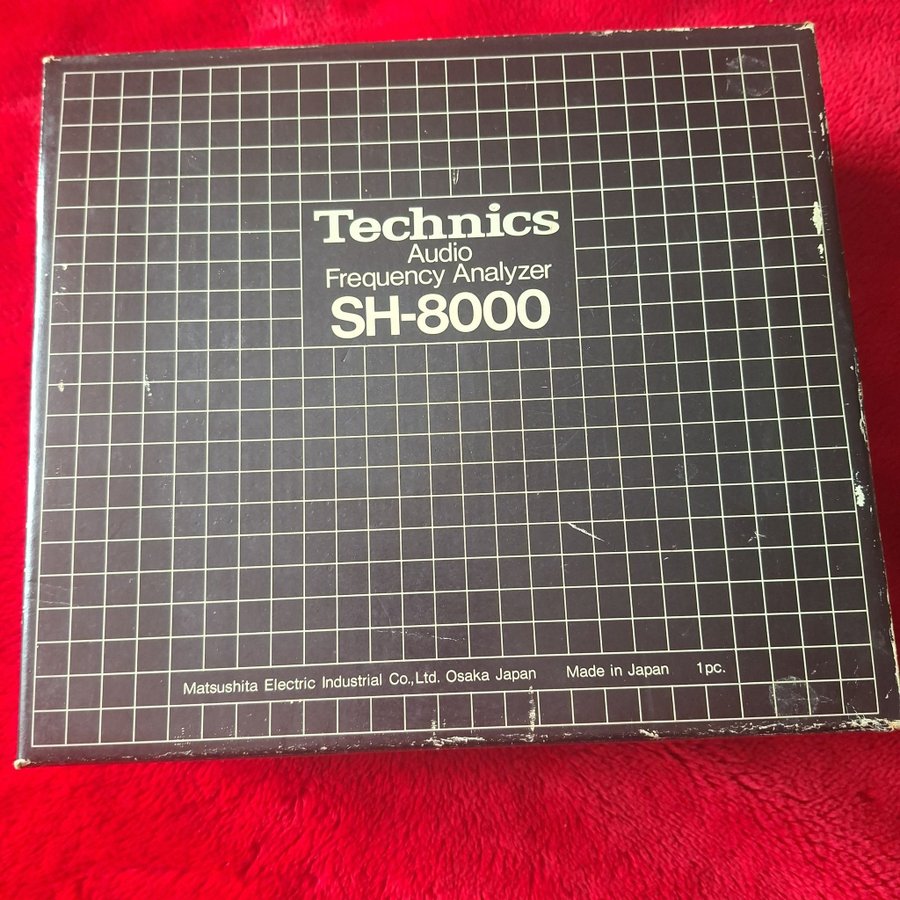 Technics
Audio
Frequency Analyzer
SH-8000
Matsushita Electric Industrial Co.,Ltd. Osaka Japan Made in Japan 1pc.